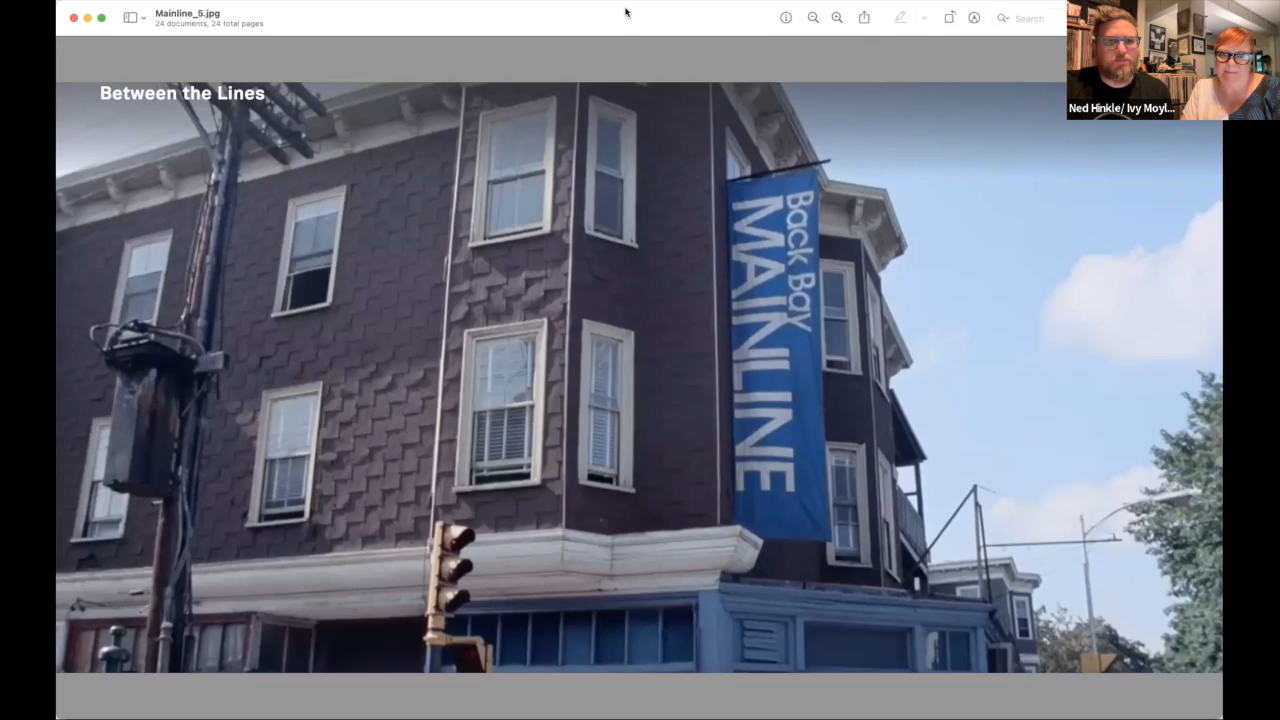 Mainline_5.jpg
24 documents, 24 total pages
Search
Between the Lines
Ned Hinkle/ Ivy Moyl...
Back Bay
MAINLINE